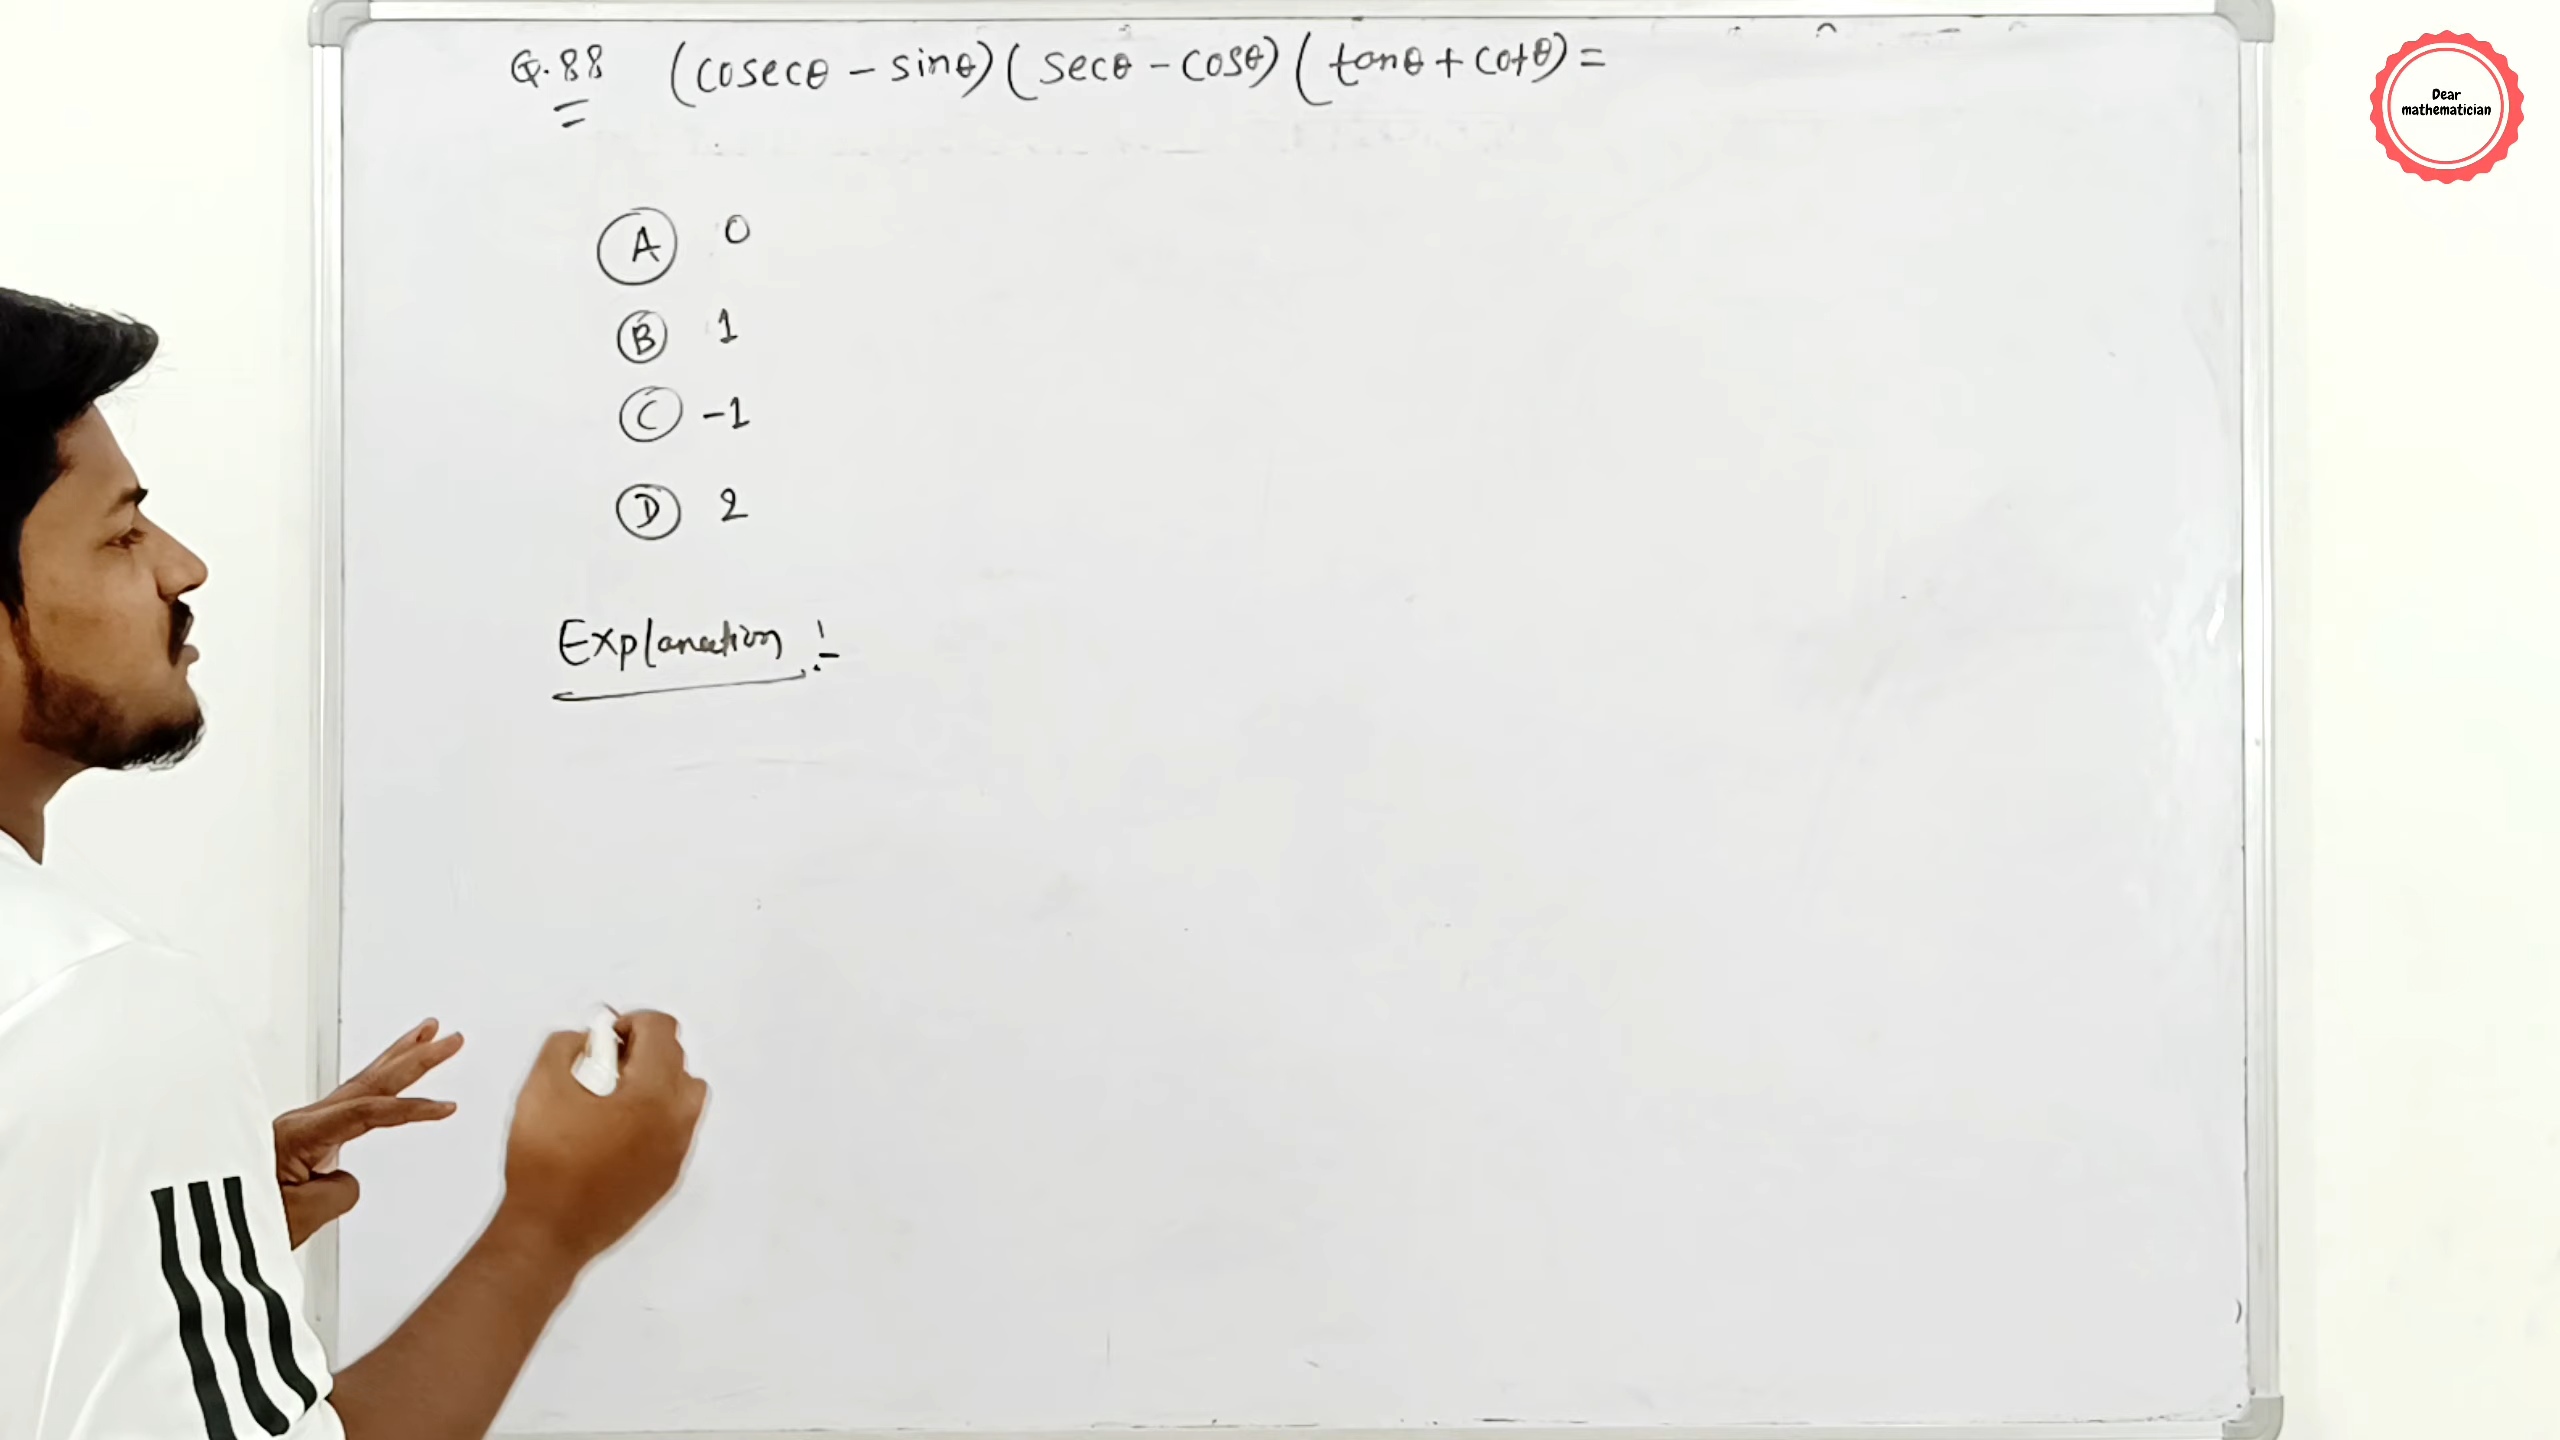 Q.88 (cosecθ - sinθ)(secθ - cosθ)(tanθ + cotθ) =
A 0
B 1
C -1
D 2
Explanation :-
Dear
mathematician